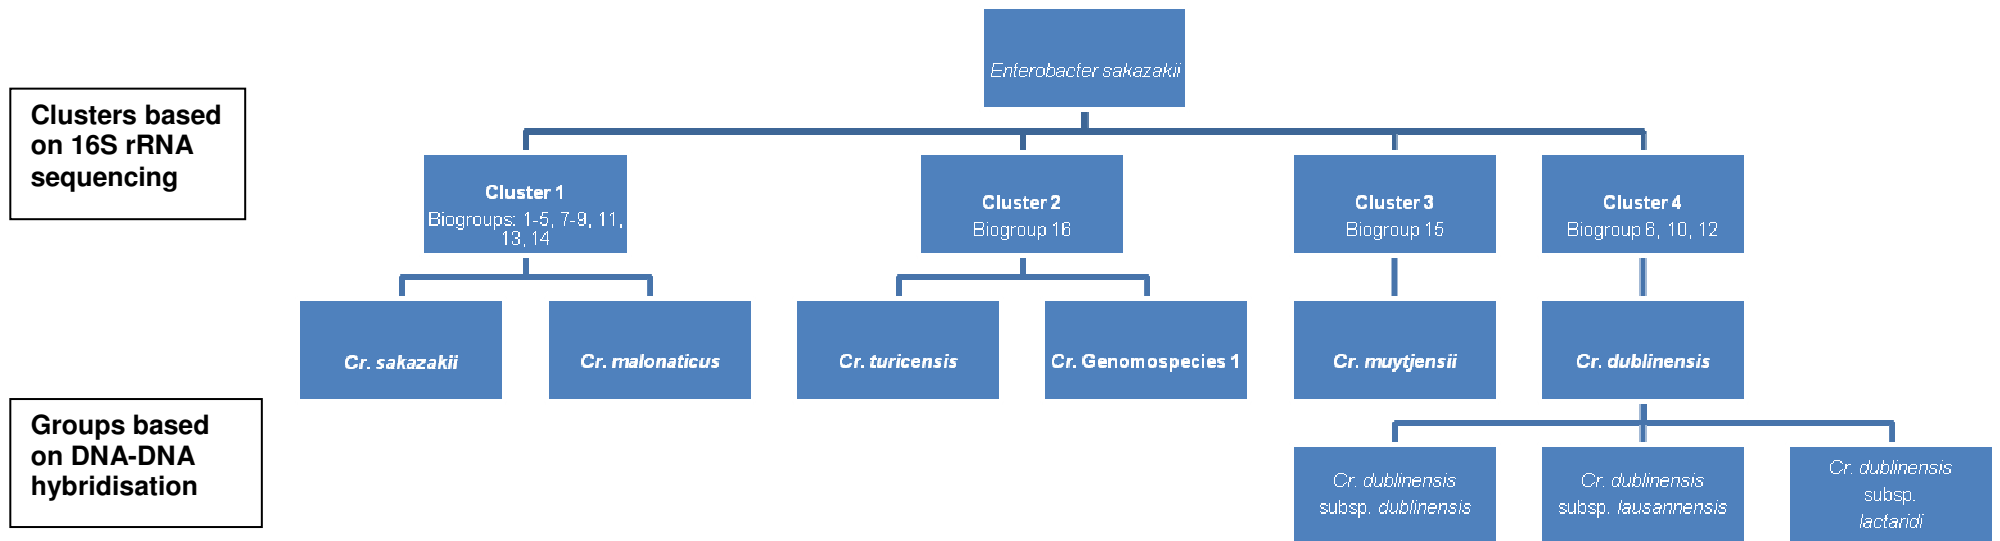 Enterobacter sakazakii
Clusters based
on 16S rRNA
sequencing
Cluster 1
Biogroups: 1-5, 7-9, 11,
13, 14
Cluster 2
Biogroup 16
Cluster 3
Biogroup 15
Cluster 4
Biogroup 6, 10, 12
Cr. sakazakii
Cr. malonaticus
Cr. turicensis
Cr. Genomospecies 1
Cr. muytjensii
Cr. dublinensis
Groups based
on DNA-DNA
hybridisation
Cr. dublinensis
subsp. dublinensis
Cr. dublinensis
subsp. lausannensis
Cr. dublinensis
subsp.
lactaridi